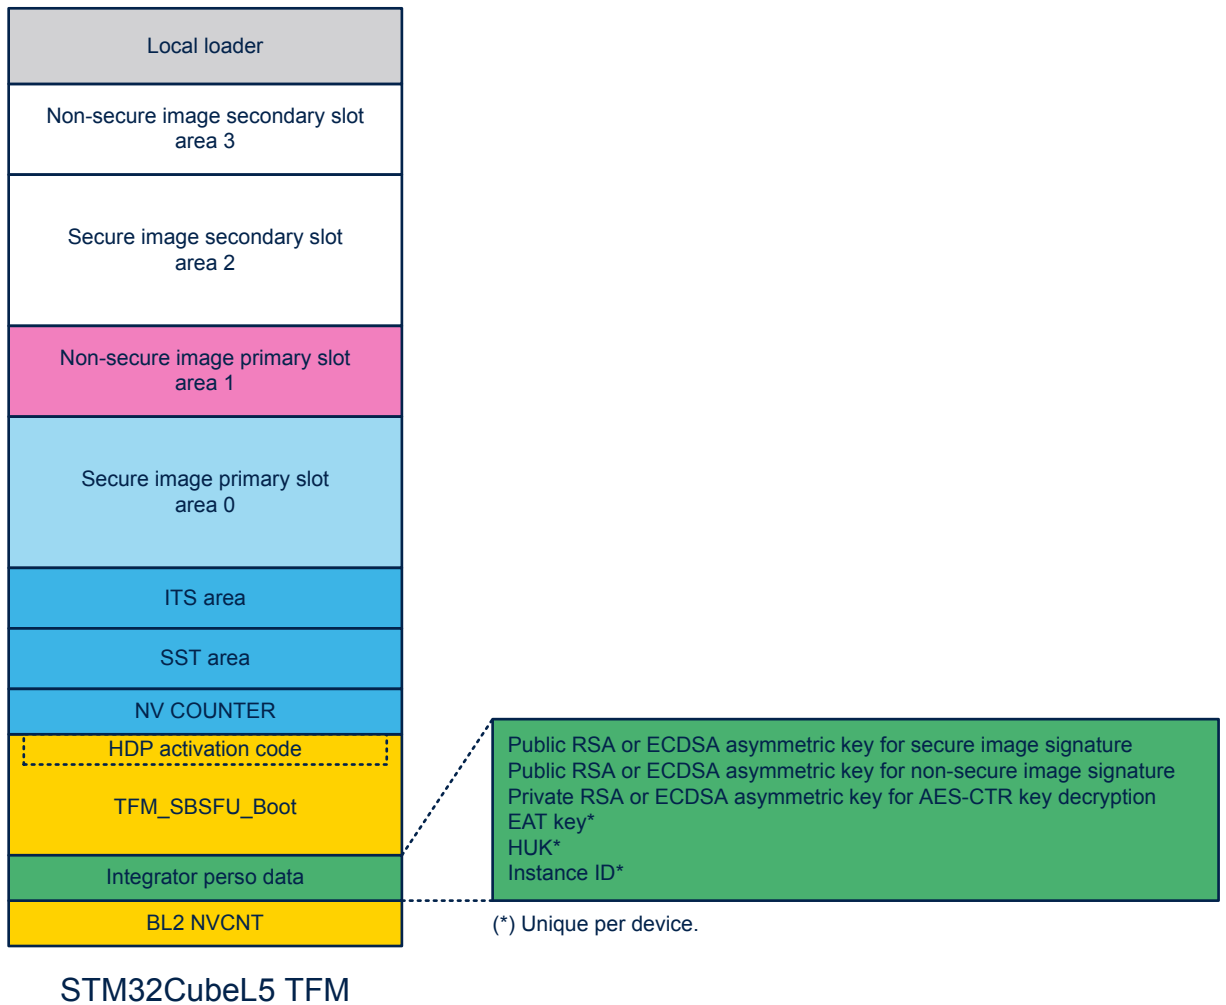 Local loader
Non-secure image secondary slot
area 3
Secure image secondary slot
area 2
Non-secure image primary slot
area 1
Secure image primary slot
area 0
ITS area
SST area
NV COUNTER
HDP activation code
TFM_SBSFU_Boot
Integrator perso data
BL2 NVCNT
Public RSA or ECDSA asymmetric key for secure image signature
Public RSA or ECDSA asymmetric key for non-secure image signature
Private RSA or ECDSA asymmetric key for AES-CTR key decryption
EAT key*
HUK*
Instance ID*
(*) Unique per device.
STM32CubeL5 TFM